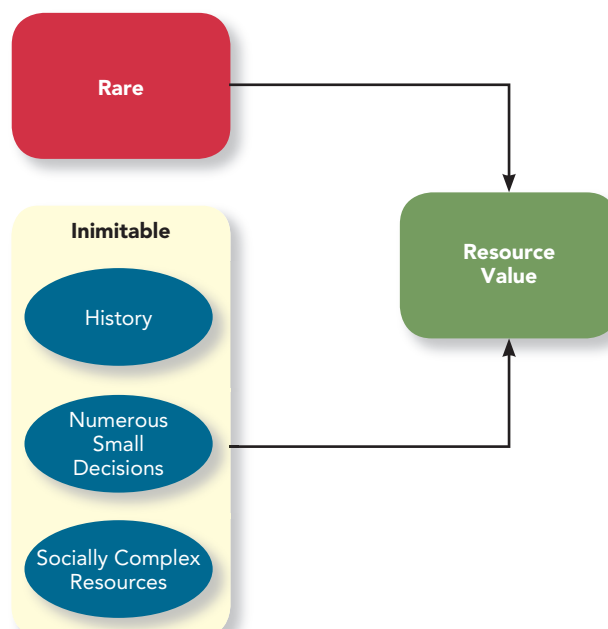 Rare
Inimitable
History
Numerous
Small
Decisions
Socially Complex
Resources
Resource
Value